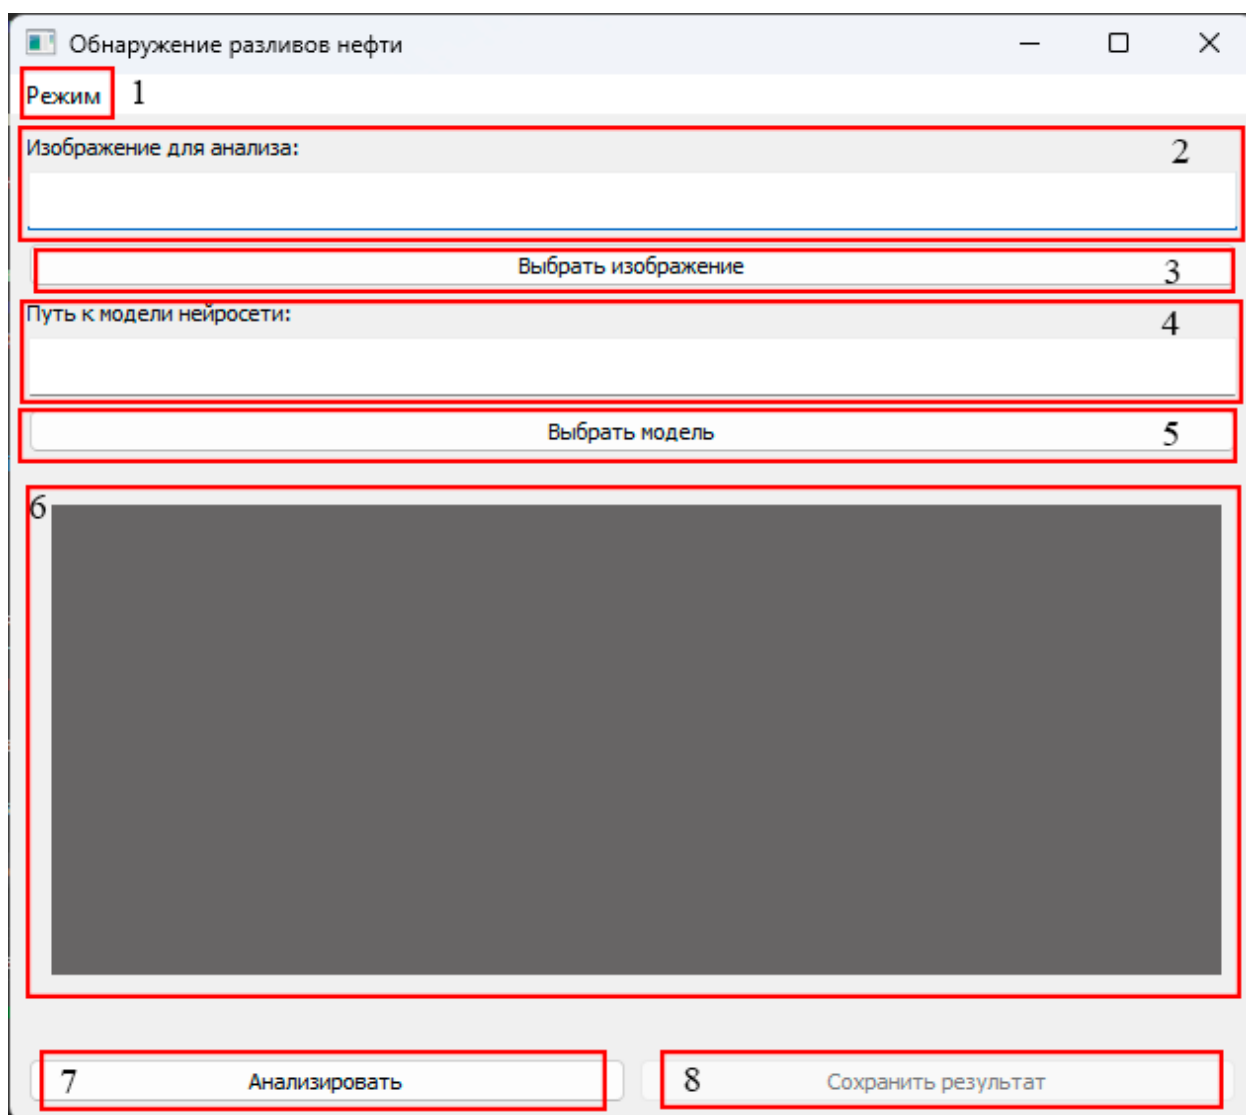 Обнаружение разливов нефти
Режим 1
Изображение для анализа: 2
Выбрать изображение 3
Путь к модели нейросети: 4
Выбрать модель 5
6
7 Анализировать 8 Сохранить результат